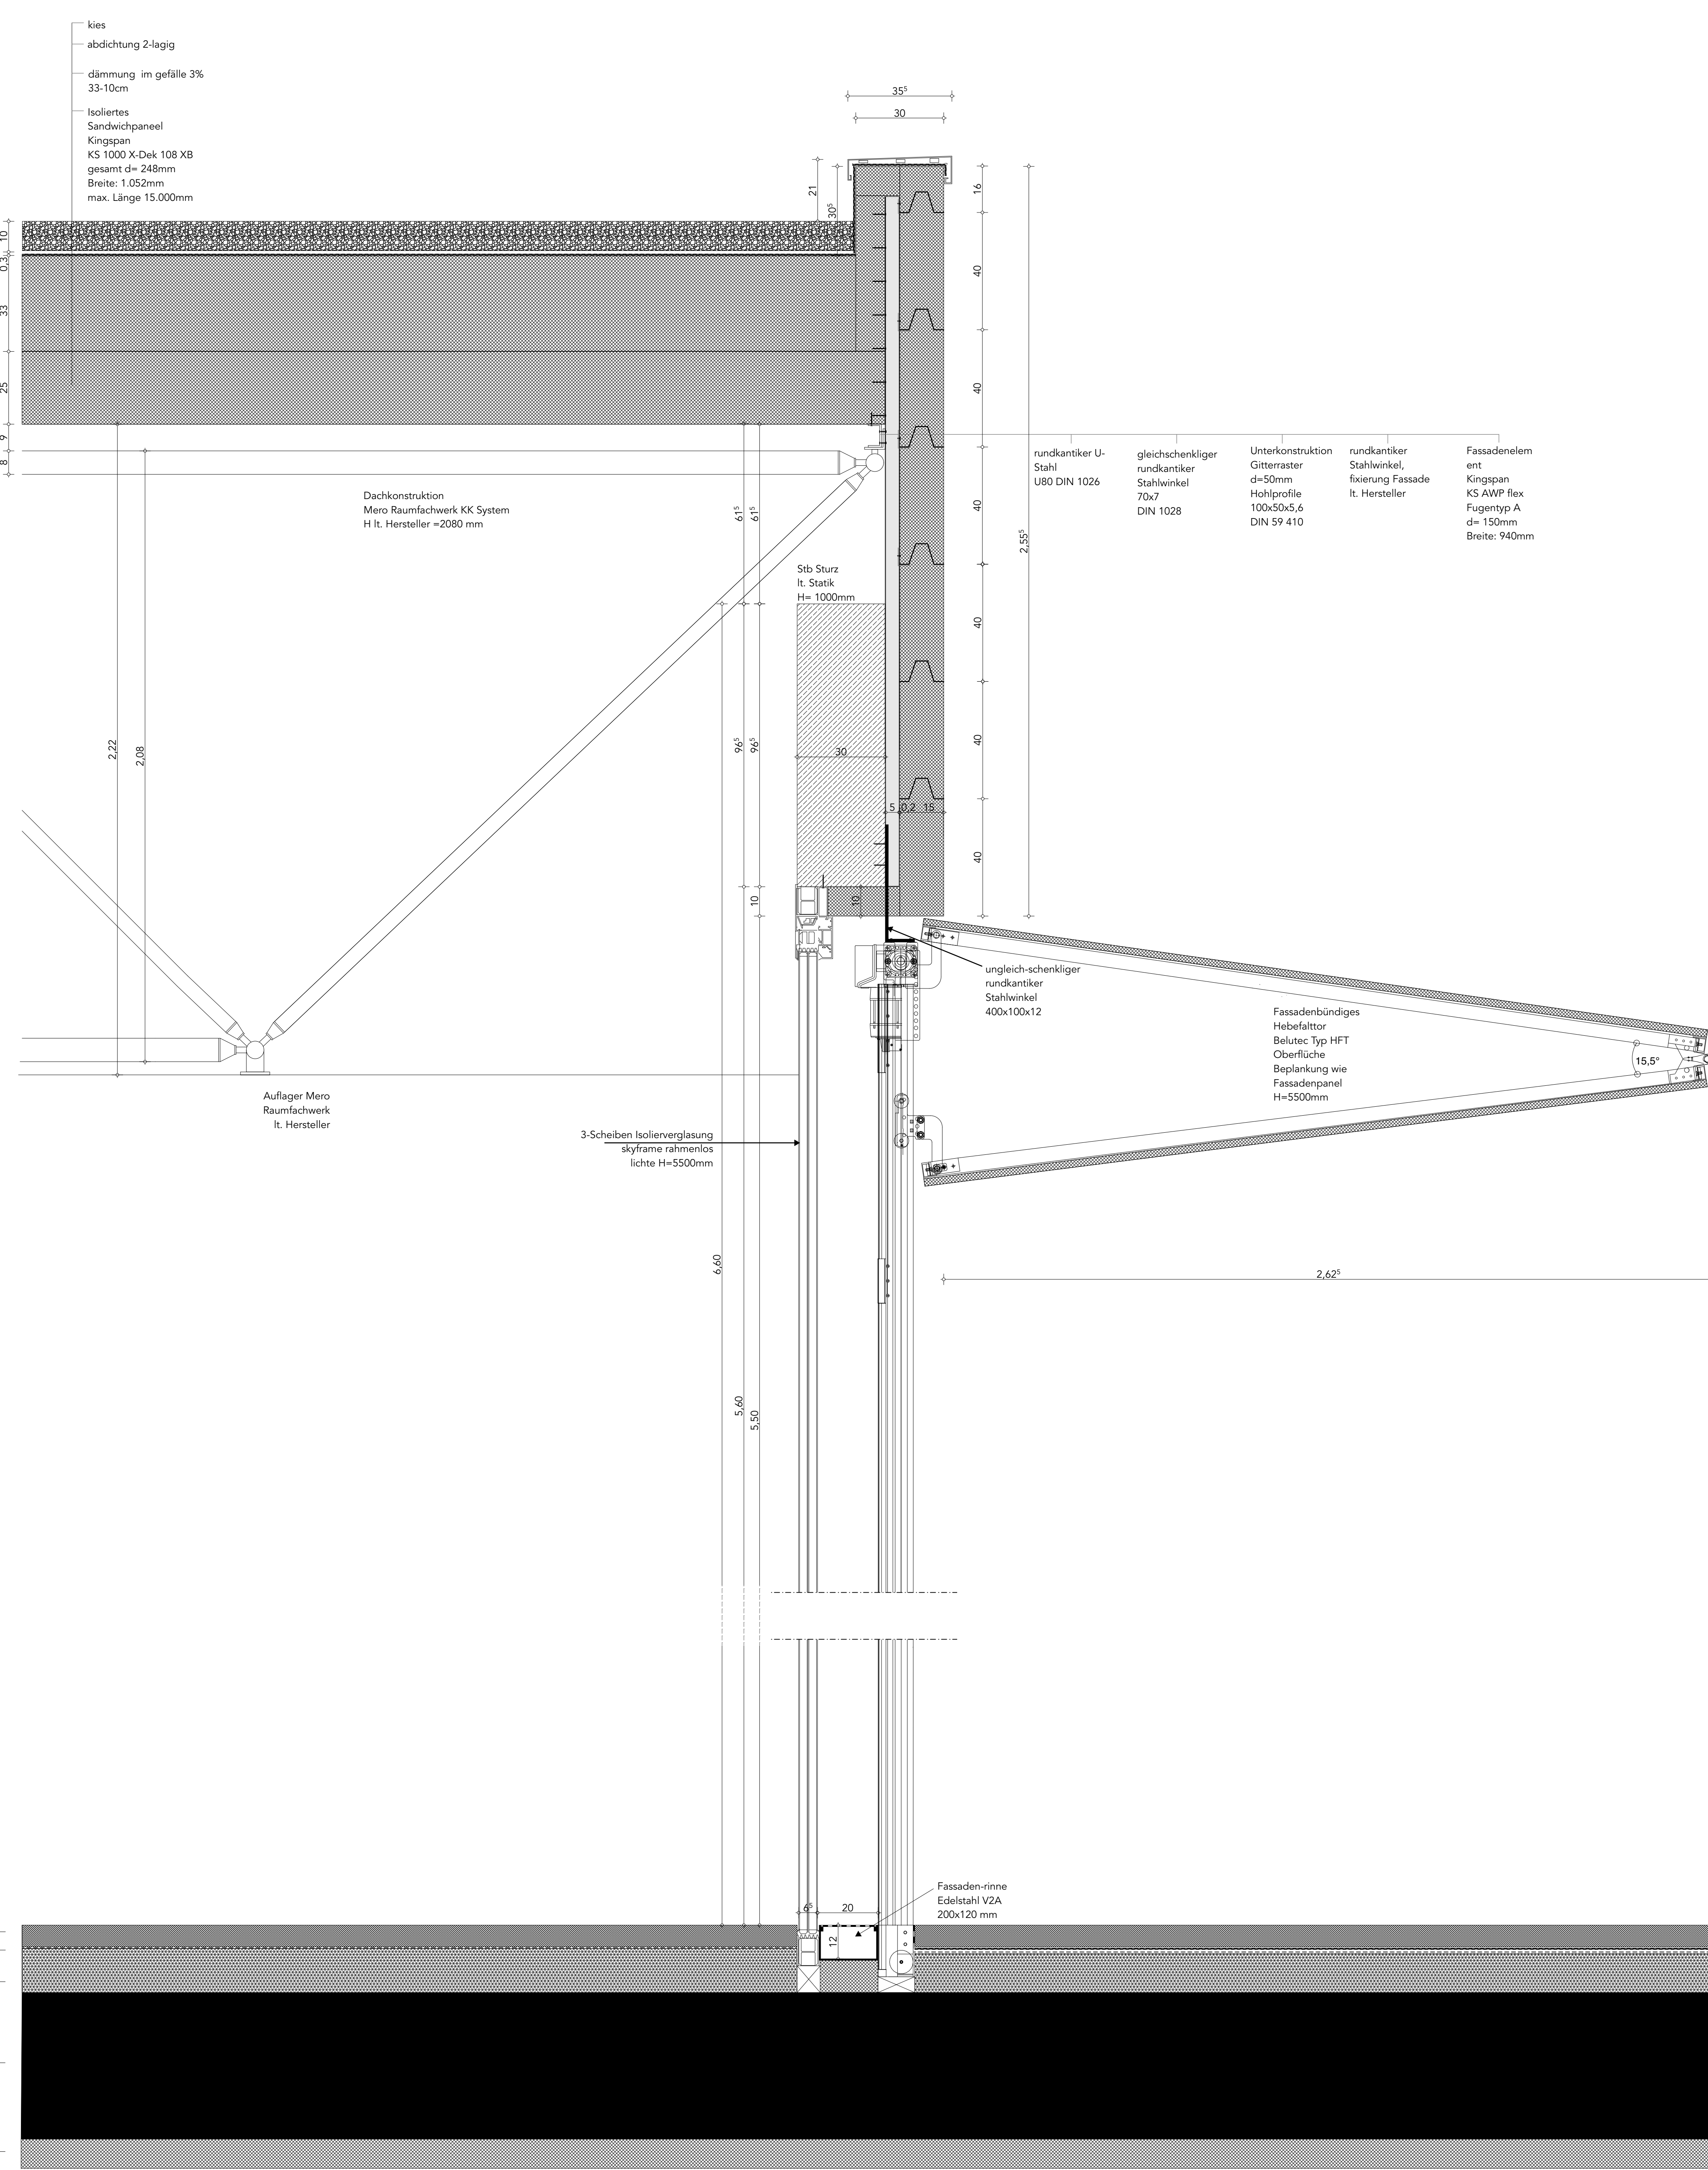 kies
abdichtung 2-lagig
dämmung im gefälle 3%
33-10cm
Isoliertes
Sandwichpaneel
Kingspan
KS 1000 X-Dek 108 XB
gesamt d= 248mm
Breite: 1.052mm
max. Länge 15.000mm
35⁵
30
21
30⁵
16
40
40
40
40
40
40
2,55⁵
10
0,3
33
25
9
8
rundkantiker U-
Stahl
U80 DIN 1026
gleichschenkliger
rundkantiker
Stahlwinkel
70x7
DIN 1028
Unterkonstruktion
Gitterraster
d=50mm
Hohlprofile
100x50x5,6
DIN 59 410
rundkantiker
Stahlwinkel,
fixierung Fassade
lt. Hersteller
Fassadenelem
ent
Kingspan
KS AWP flex
Fugentyp A
d= 150mm
Breite: 940mm
Dachkonstruktion
Mero Raumfachwerk KK System
H lt. Hersteller =2080 mm
61⁵
61⁵
Stb Sturz
lt. Statik
H= 1000mm
2,22
2,08
96⁵
96⁵
30
5
0,2
15
10
10
ungleich-schenkliger
rundkantiker
Stahlwinkel
400x100x12
Fassadenbündiges
Hebefalttor
Belutec Typ HFT
Oberflüche
Beplankung wie
Fassadenpanel
H=5500mm
15,5°
Auflager Mero
Raumfachwerk
lt. Hersteller
3-Scheiben Isolierverglasung
skyframe rahmenlos
lichte H=5500mm
2,62⁵
6,60
5,60
5,50
Fassaden-rinne
Edelstahl V2A
200x120 mm
6⁵
20
12